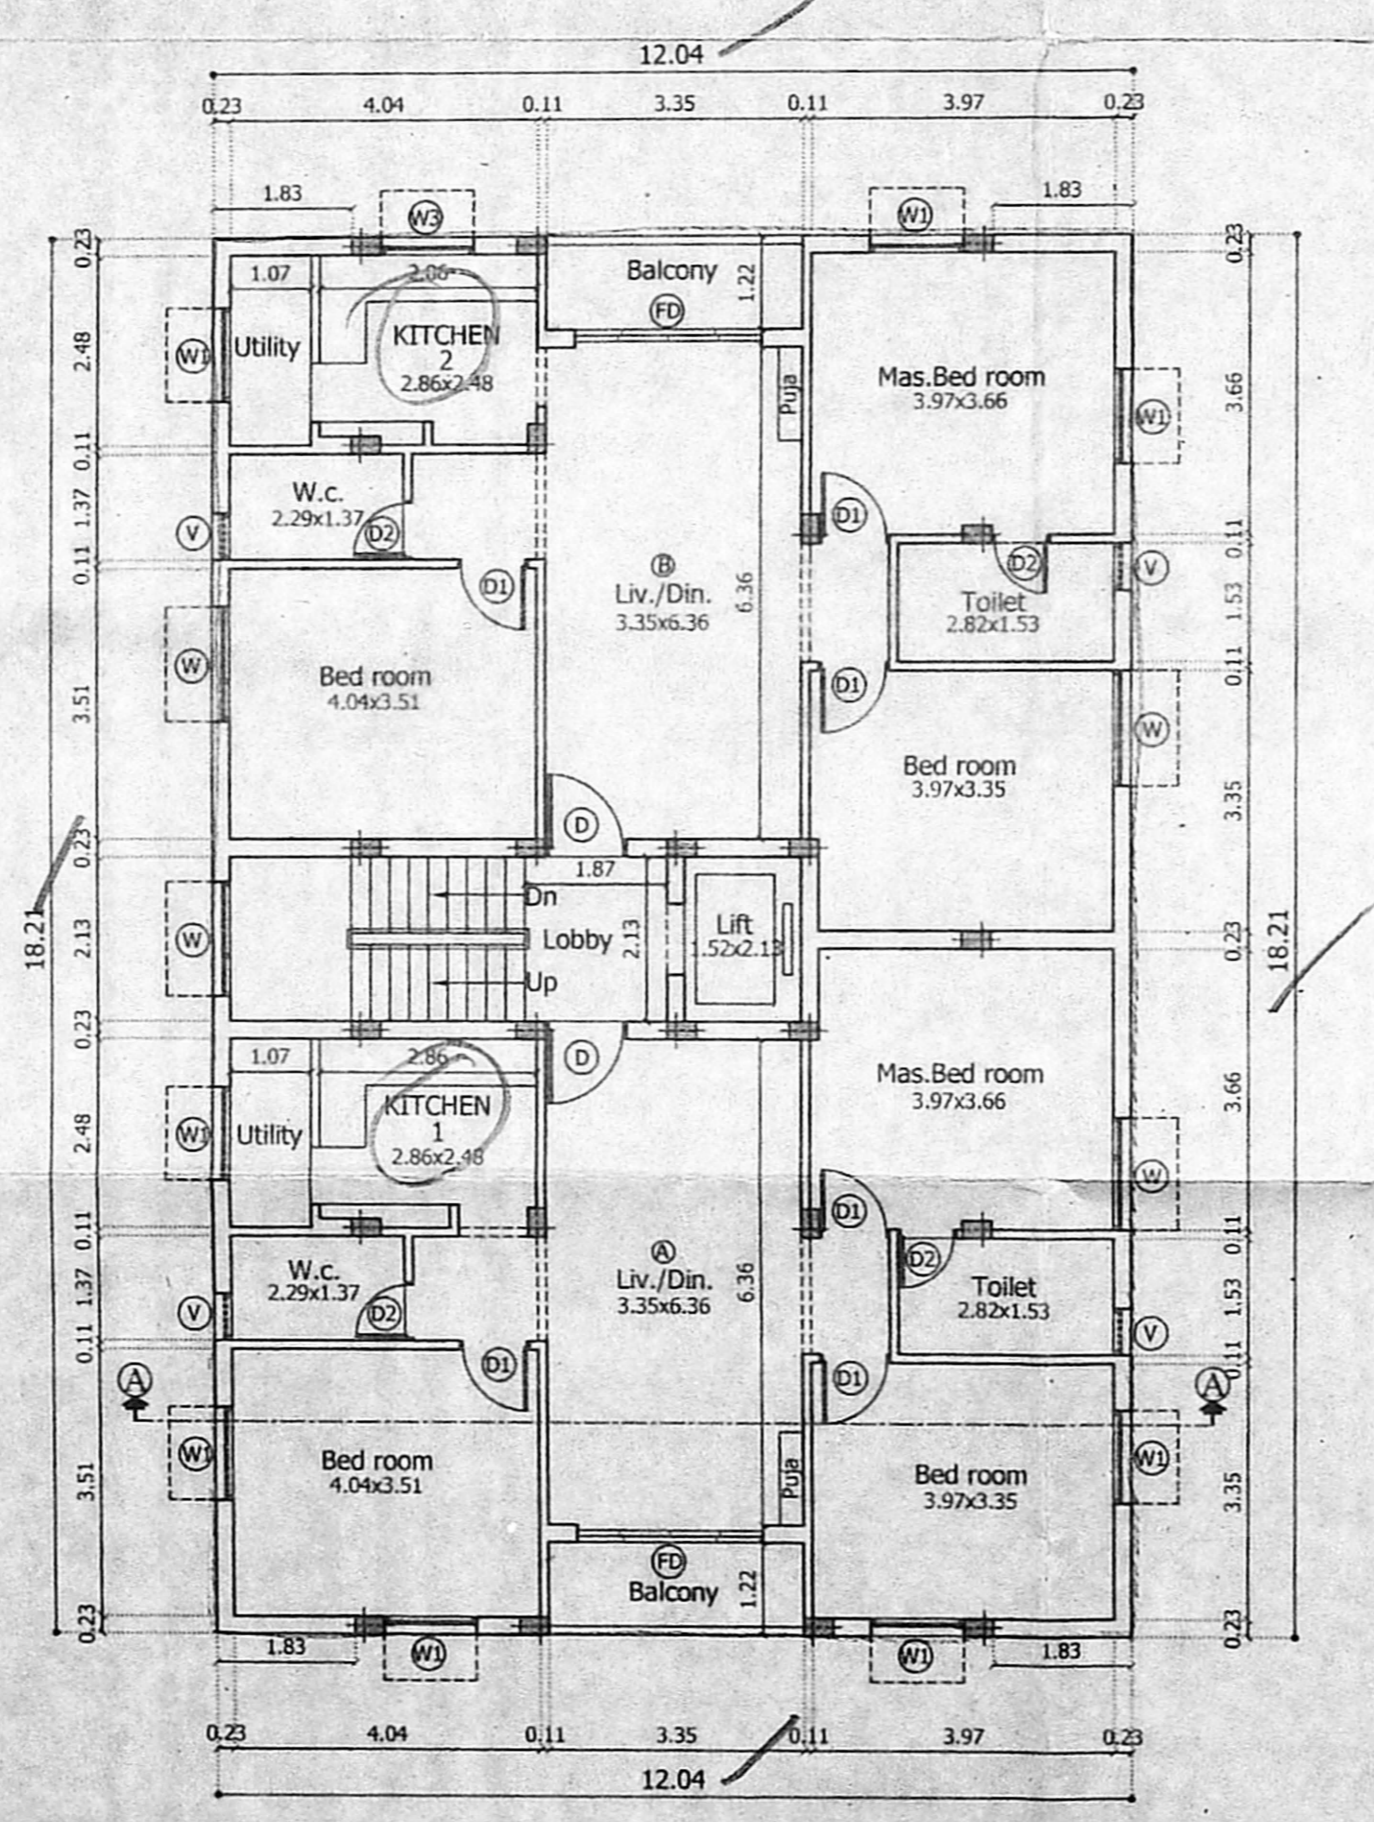 12.04
0.23 4.04 0.11 3.35 0.11 3.97 0.23
1.83 1.83
W3 W1
0.23 0.23
1.07 2.86 Balcony 1.22
FD
W1 Utility KITCHEN
2
2.86x2.48
2.48
Puja
Mas.Bed room
3.97x3.66
3.66
W1
0.11
W.c.
2.29x1.37
1.37
V D2
D1
0.11
D2 V
0.11
D1
B
Liv./Din.
3.35x6.36
6.36
Toilet
2.82x1.53
1.53
0.11
W
Bed room
4.04x3.51
3.51
D1
W
Bed room
3.97x3.35
3.35
D
0.23
1.87
Dn
W
2.13
Lobby
2.13
Lift
1.52x2.13
Up
0.23
18.21
18.21
0.23
D
1.07 2.86
KITCHEN
1
2.86x2.48
W1 Utility
2.48
Mas.Bed room
3.97x3.66
3.66
W
D1
0.11
0.11
W.c.
2.29x1.37
1.37
V D2
A
Liv./Din.
3.35x6.36
6.36
D2
Toilet
2.82x1.53
1.53
V
0.11
D1
D1
0.11
A A
W1
Bed room
4.04x3.51
3.51
Puja
Bed room
3.97x3.35
3.35
W1
FD
Balcony
1.22
0.23 0.23
1.83 W1 W1 1.83
0.23 4.04 0.11 3.35 0.11 3.97 0.23
12.04